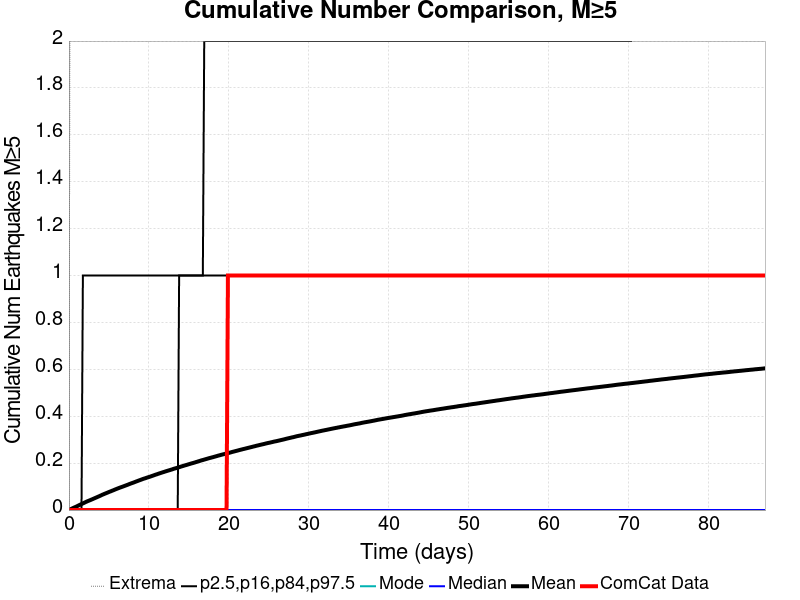 Cumulative Number Comparison, M≥5
Cumulative Num Earthquakes M≥5
2
1.8
1.6
1.4
1.2
1
0.8
0.6
0.4
0.2
0
0 10 20 30 40 50 60 70 80
Time (days)
Extrema p2.5,p16,p84,p97.5 Mode Median Mean ComCat Data